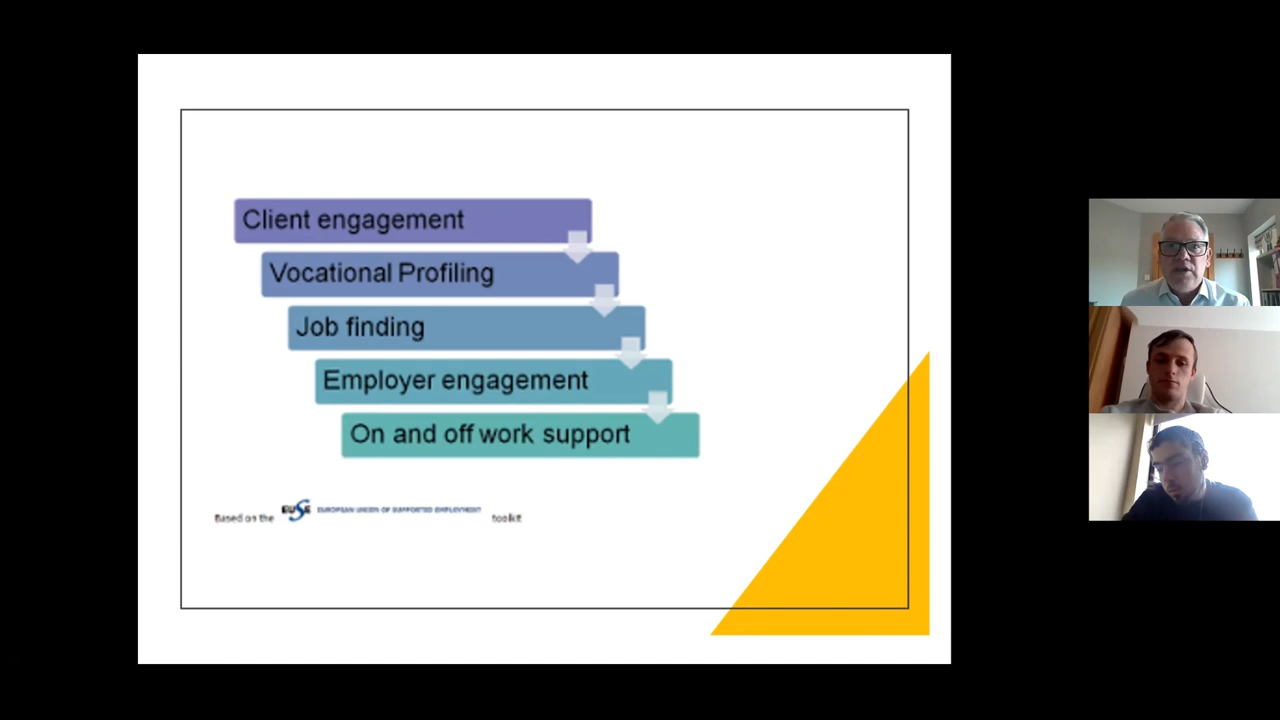 Client engagement
Vocational Profiling
Job finding
Employer engagement
On and off work support
Based on the EUSE EUROPEAN UNION OF SUPPORTED EMPLOYMENT toolkit